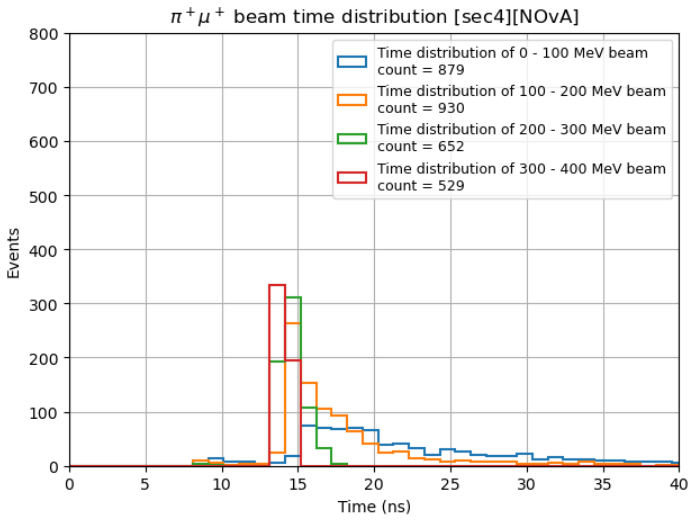 π⁺μ⁺ beam time distribution [sec4][NOvA]
Time distribution of 0 - 100 MeV beam
count = 879
Time distribution of 100 - 200 MeV beam
count = 930
Time distribution of 200 - 300 MeV beam
count = 652
Time distribution of 300 - 400 MeV beam
count = 529
Events
800
700
600
500
400
300
200
100
0
0 5 10 15 20 25 30 35 40
Time (ns)